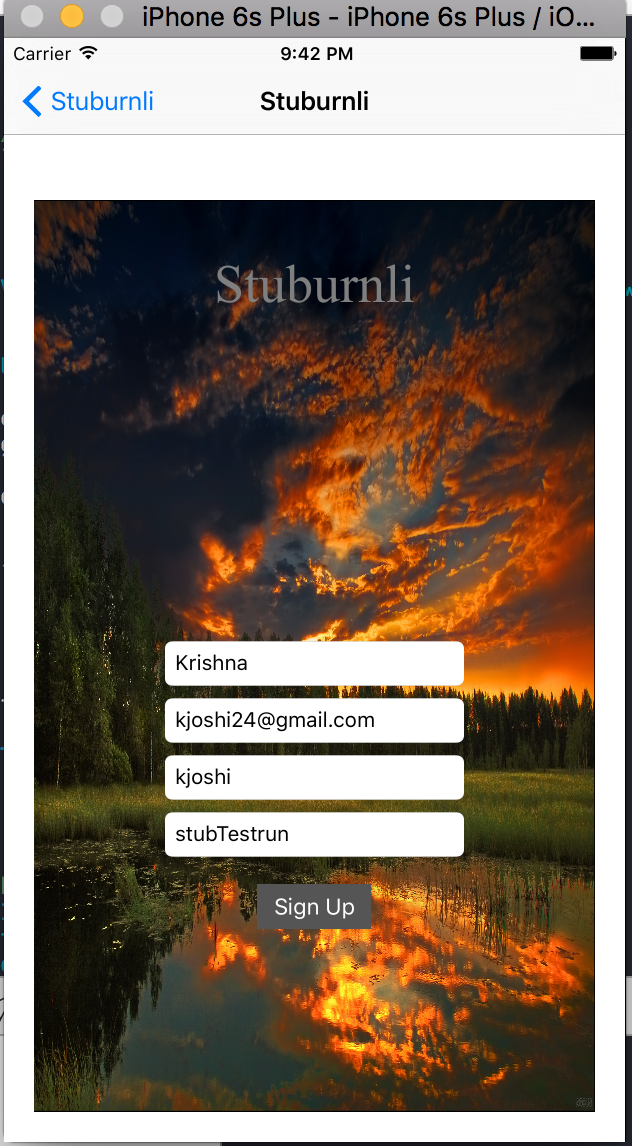 iPhone 6s Plus - iPhone 6s Plus / iO...
Carrier 9:42 PM
Stuburnli Stuburnli
Stuburnli
Krishna
kjoshi24@gmail.com
kjoshi
stubTestrun
Sign Up